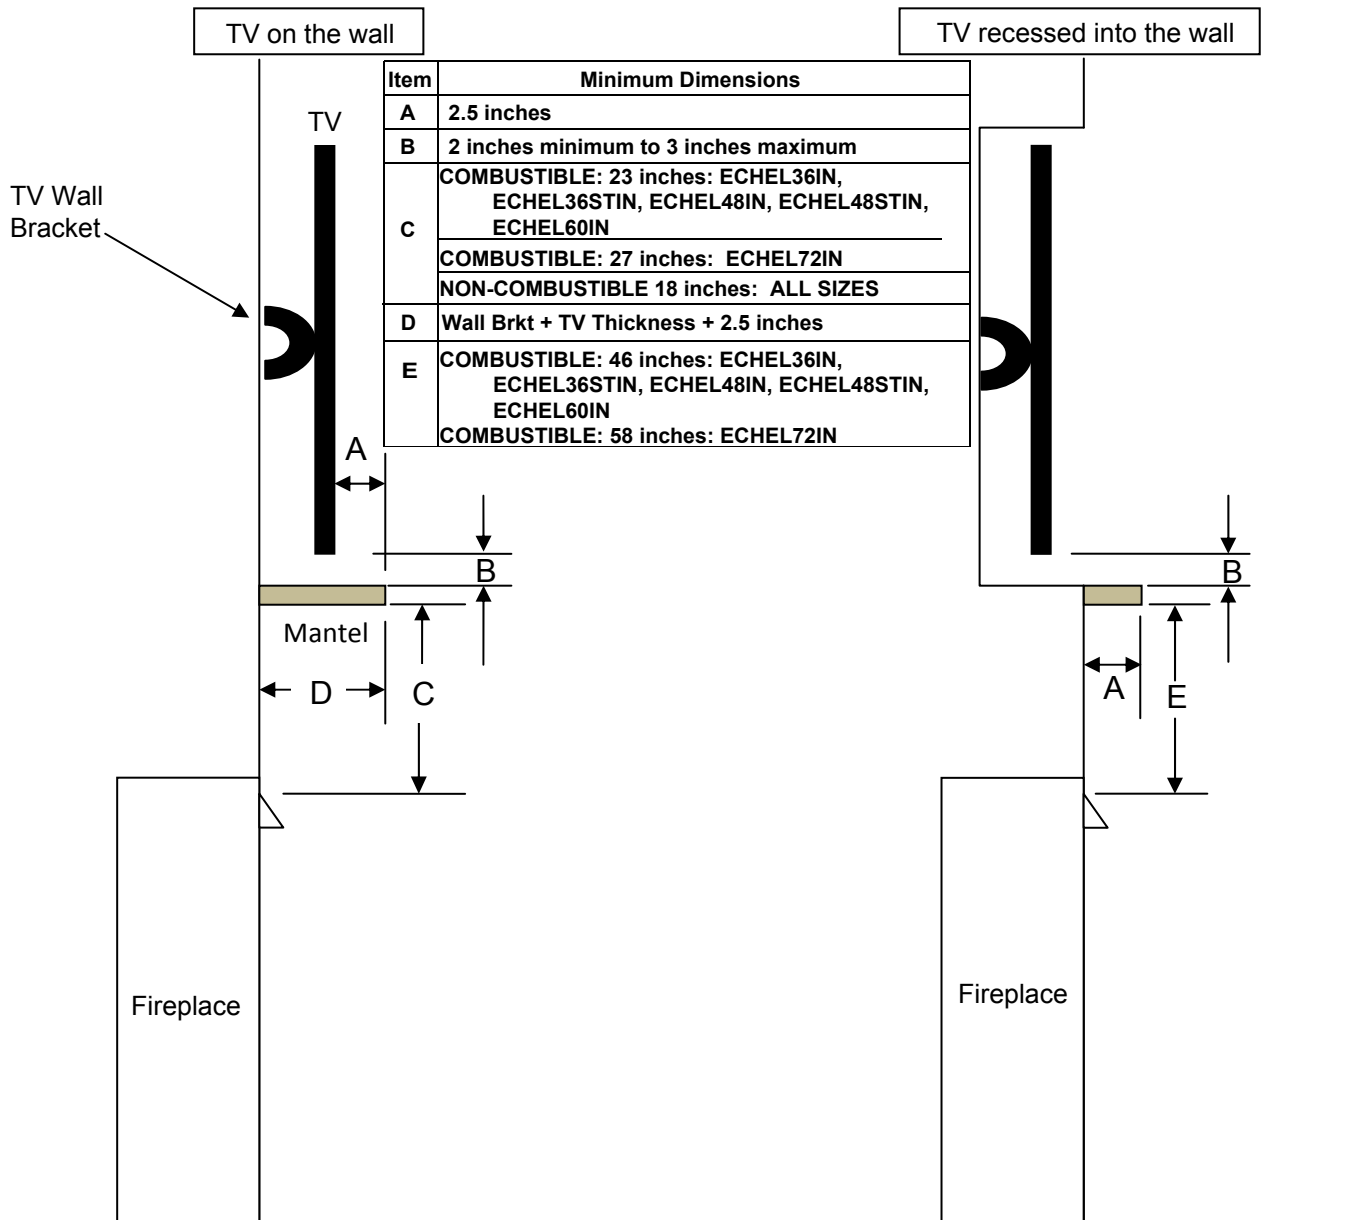 TV on the wall
TV recessed into the wall
Item Minimum Dimensions
A 2.5 inches
B 2 inches minimum to 3 inches maximum
C
COMBUSTIBLE: 23 inches: ECHEL36IN,
ECHEL36STIN, ECHEL48IN, ECHEL48STIN,
ECHEL60IN
COMBUSTIBLE: 27 inches: ECHEL72IN
NON-COMBUSTIBLE 18 inches: ALL SIZES
D Wall Brkt + TV Thickness + 2.5 inches
E
COMBUSTIBLE: 46 inches: ECHEL36IN,
ECHEL36STIN, ECHEL48IN, ECHEL48STIN,
ECHEL60IN
COMBUSTIBLE: 58 inches: ECHEL72IN
TV
TV Wall
Bracket
A
B
Mantel
D
C
Fireplace
B
A
E
Fireplace